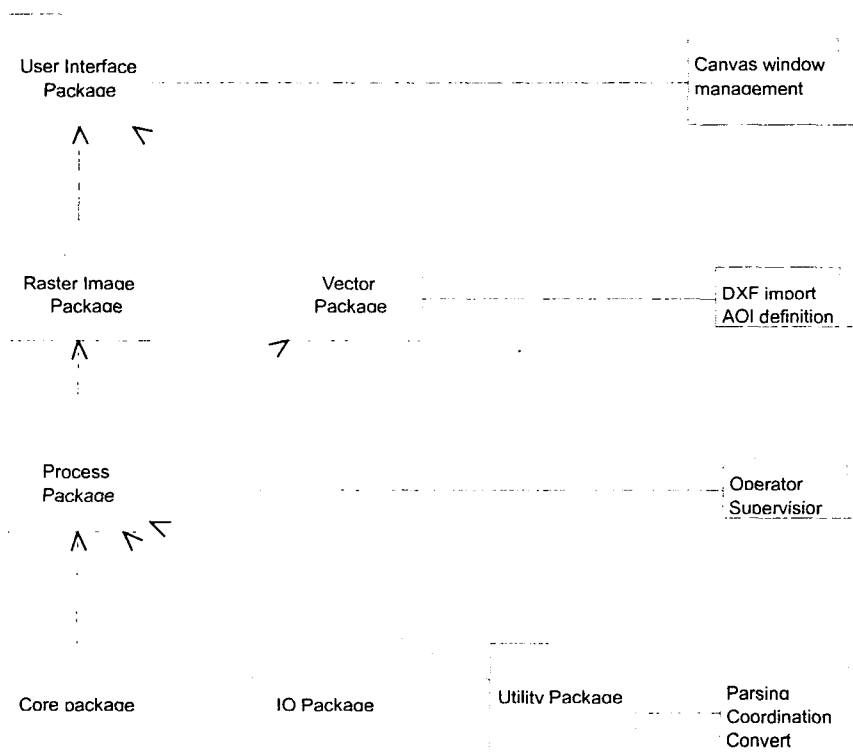 User Interface
Package
Canvas window
management
Raster Image
Package
Vector
Package
DXF import
AOI definition
Process
Package
Operator
Supervisior
Core package
IO Package
Utility Package
Parsing
Coordination
Convert